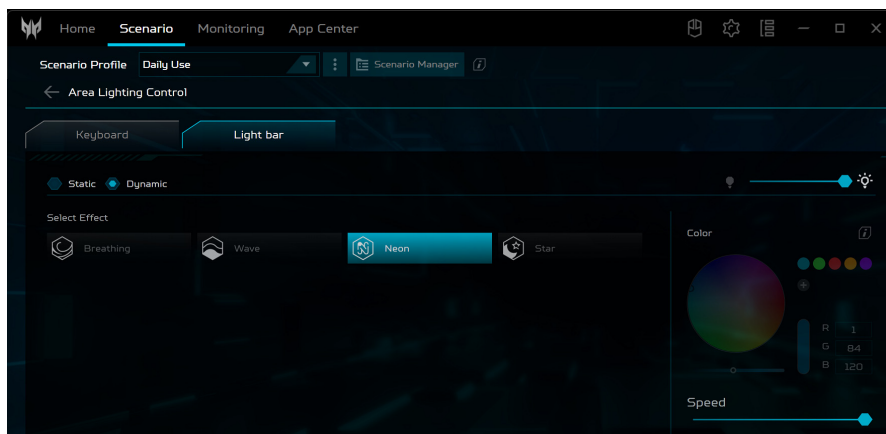 Home Scenario Monitoring App Center
Scenario Profile Daily Use Scenario Manager i
Area Lighting Control
Keyboard Light bar
Static Dynamic
Select Effect
Breathing Wave Neon Star
Color i
R 1
G 84
B 120
Speed